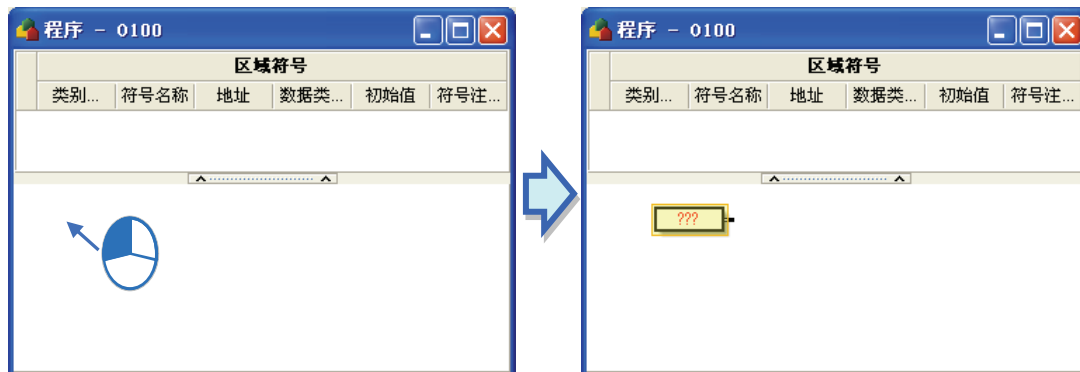 程序 - 0100
区域符号
类别... 符号名称 地址 数据类... 初始值 符号注...
程序 - 0100
区域符号
类别... 符号名称 地址 数据类... 初始值 符号注...
???